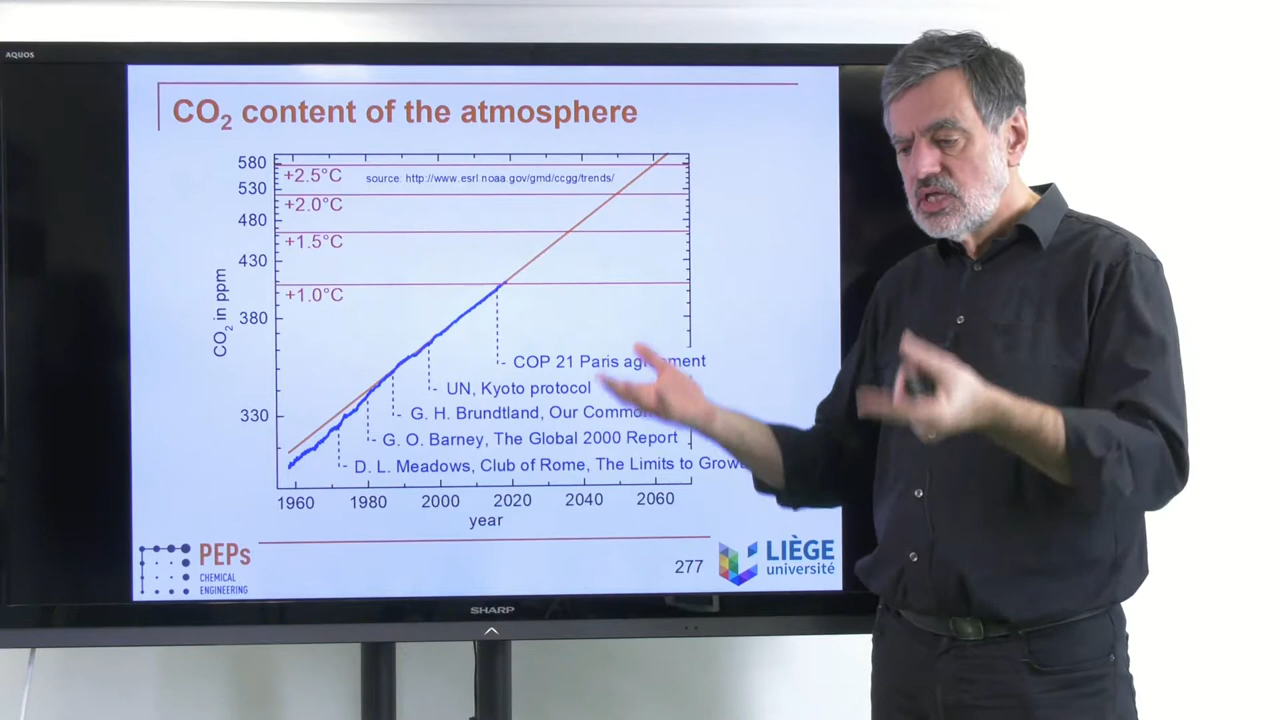 AQUOS
CO₂ content of the atmosphere
580
+2.5°C
source: http://www.esrl noaa.gov/gmd/ccgg/trends/
530
+2.0°C
480
+1.5°C
430
+1.0°C
380
330
CO₂ in ppm
COP 21 Paris agreement
UN, Kyoto protocol
G. H. Brundtland, Our Common
G. O. Barney, The Global 2000 Report
D. L. Meadows, Club of Rome, The Limits to Growt
1960 1980 2000 2020 2040 2060
year
PEPs
CHEMICAL
ENGINEERING
277
LIÈGE
université
SHARP